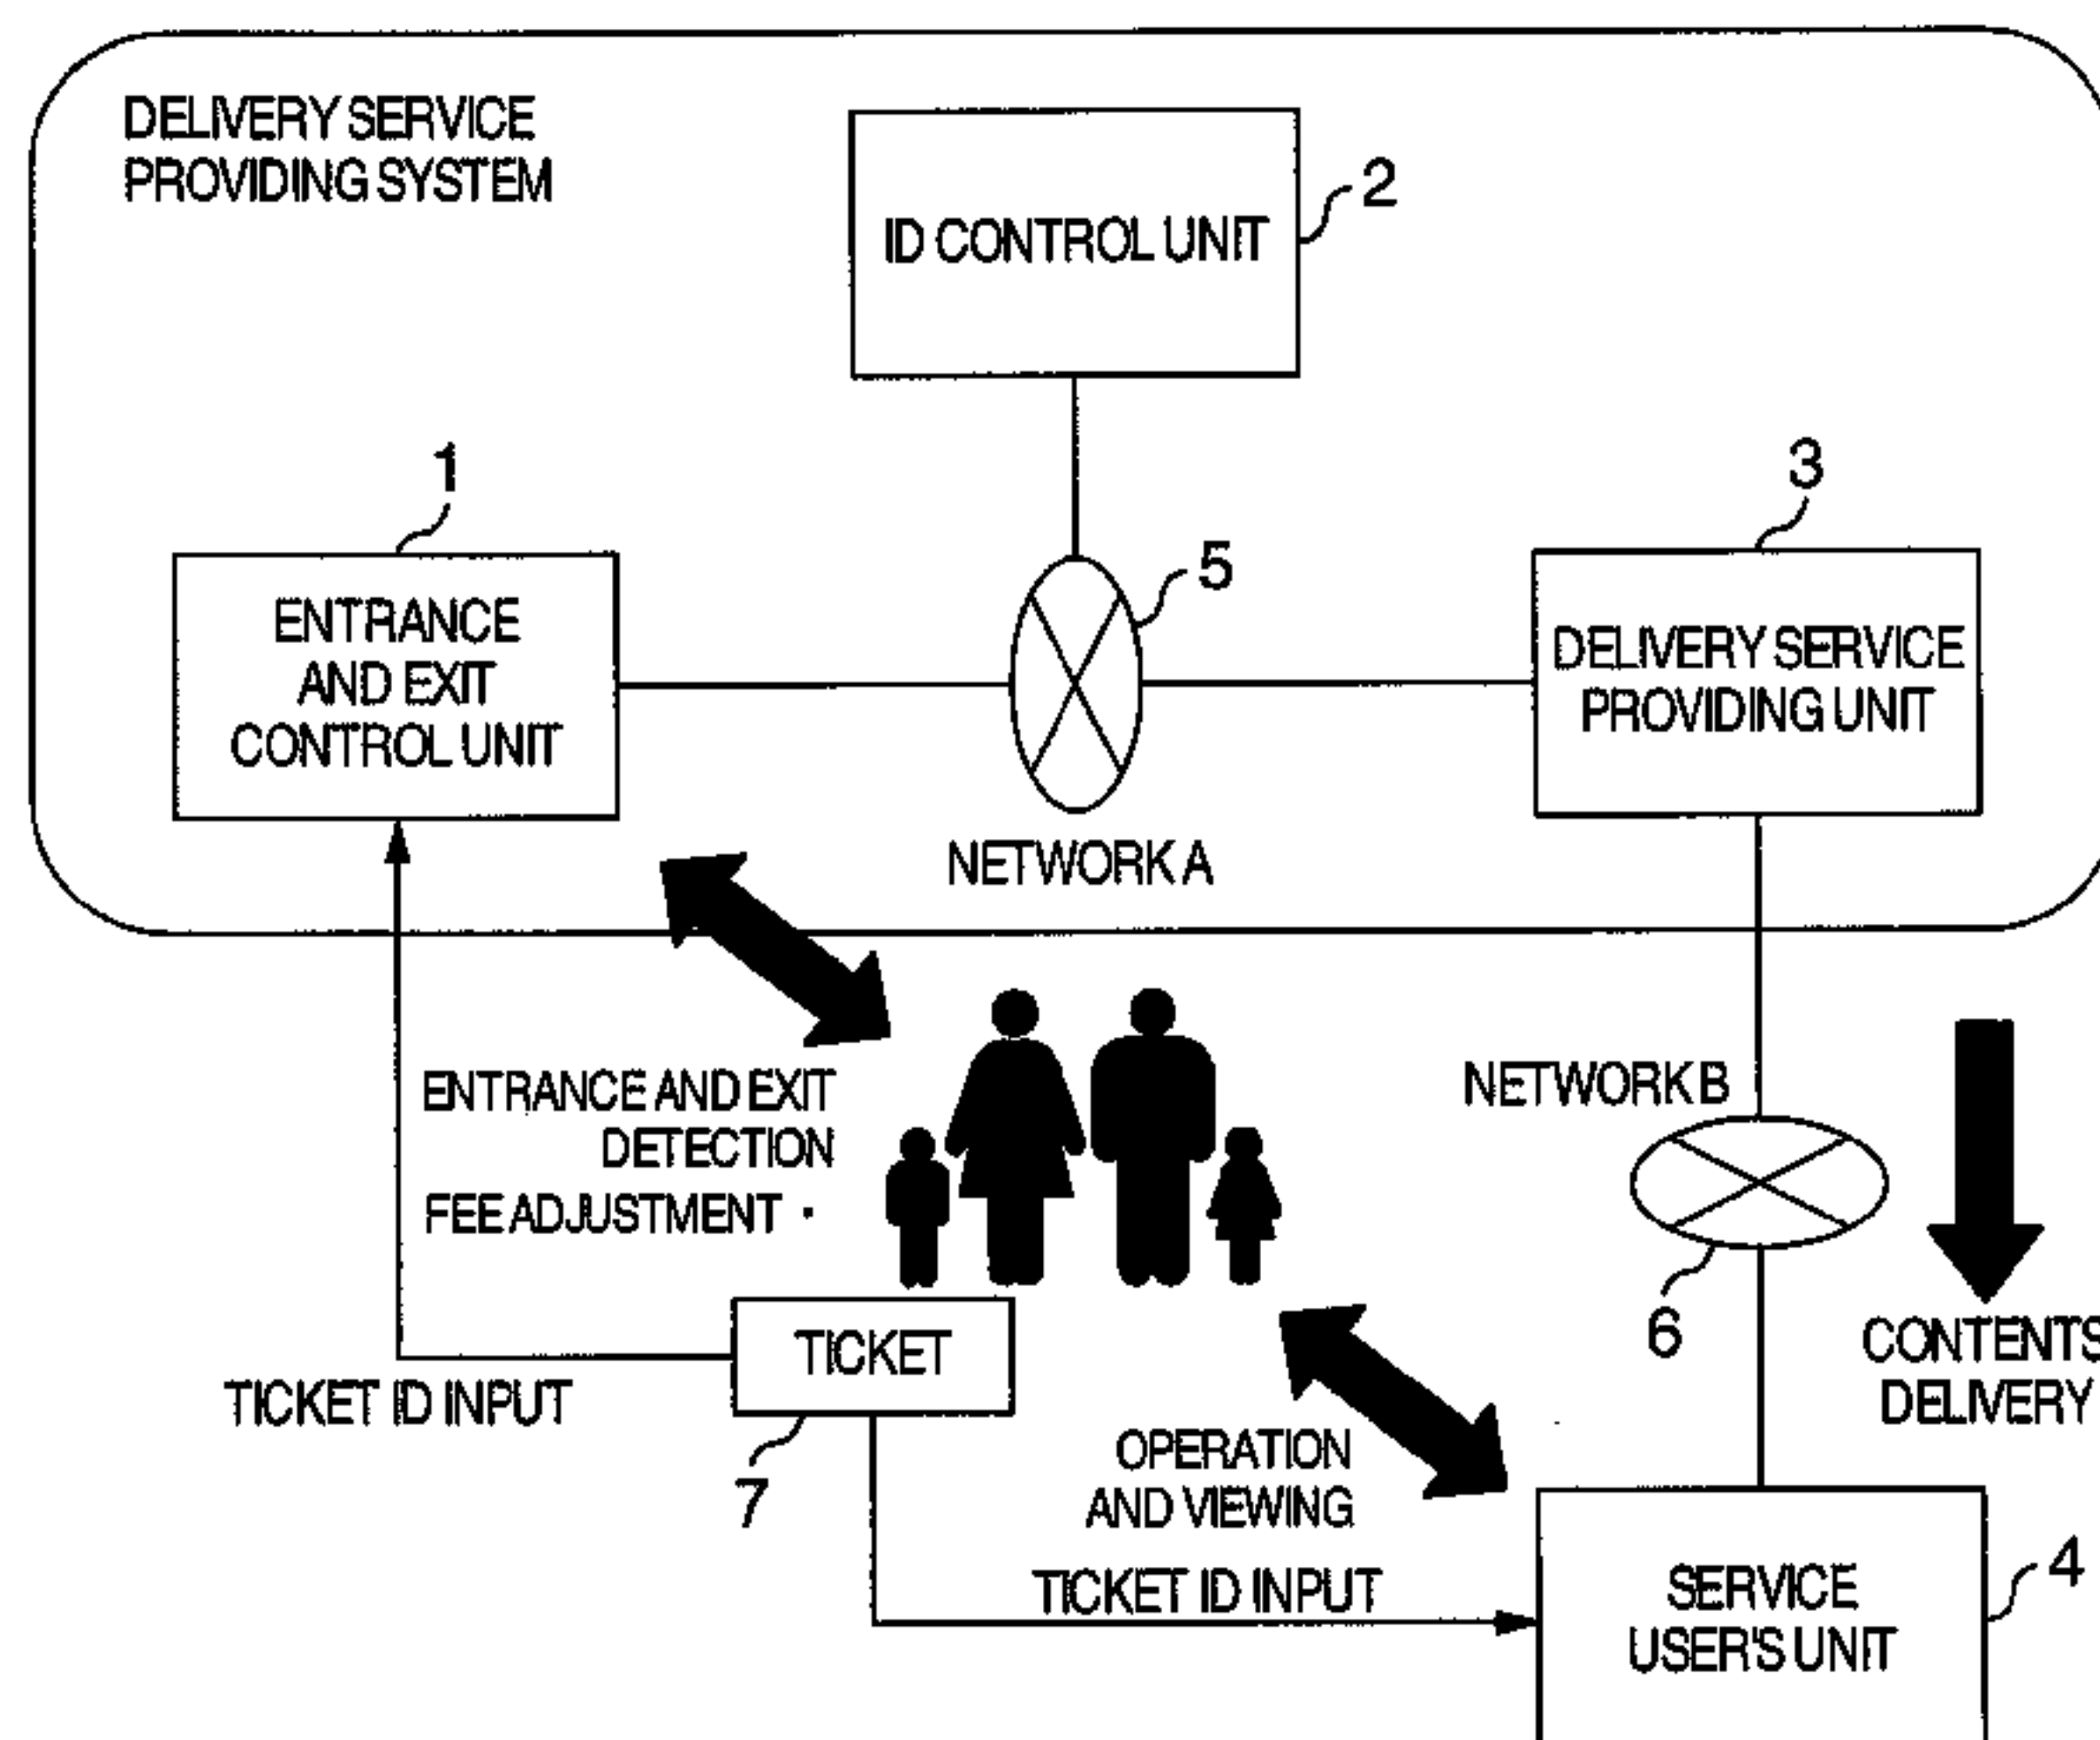 DELIVERY SERVICE
PROVIDING SYSTEM
ID CONTROL UNIT
2
1
ENTRANCE
AND EXIT
CONTROL UNIT
5
NETWORK A
3
DELIVERY SERVICE
PROVIDING UNIT
ENTRANCE AND EXIT
DETECTION
FEE ADJUSTMENT
NETWORK B
6
CONTENTS
DELIVERY
TICKET
TICKET ID INPUT
7
OPERATION
AND VIEWING
TICKET ID INPUT
SERVICE
USER'S UNIT
4